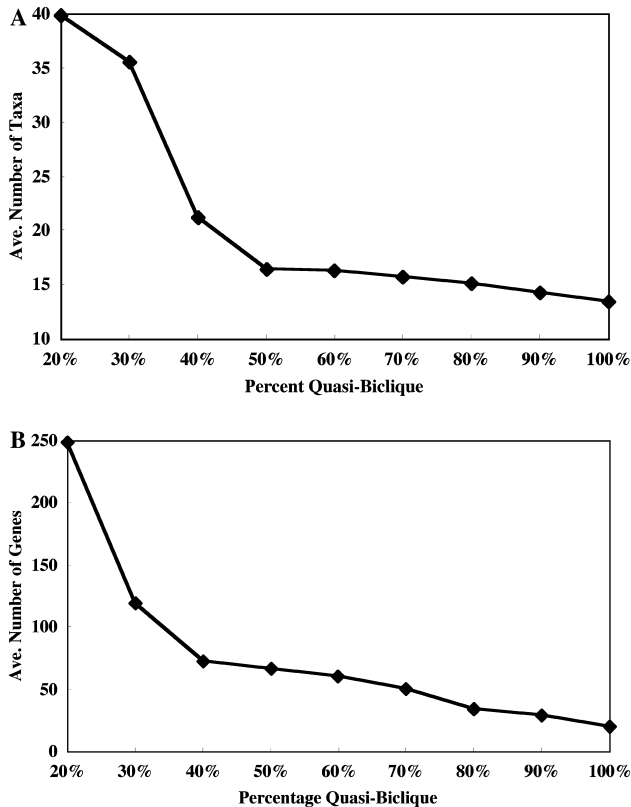 A
40
35
30
25
20
15
10
Ave. Number of Taxa
20% 30% 40% 50% 60% 70% 80% 90% 100%
Percent Quasi-Biclique
B
250
200
150
100
50
0
Ave. Number of Genes
20% 30% 40% 50% 60% 70% 80% 90% 100%
Percentage Quasi-Biclique